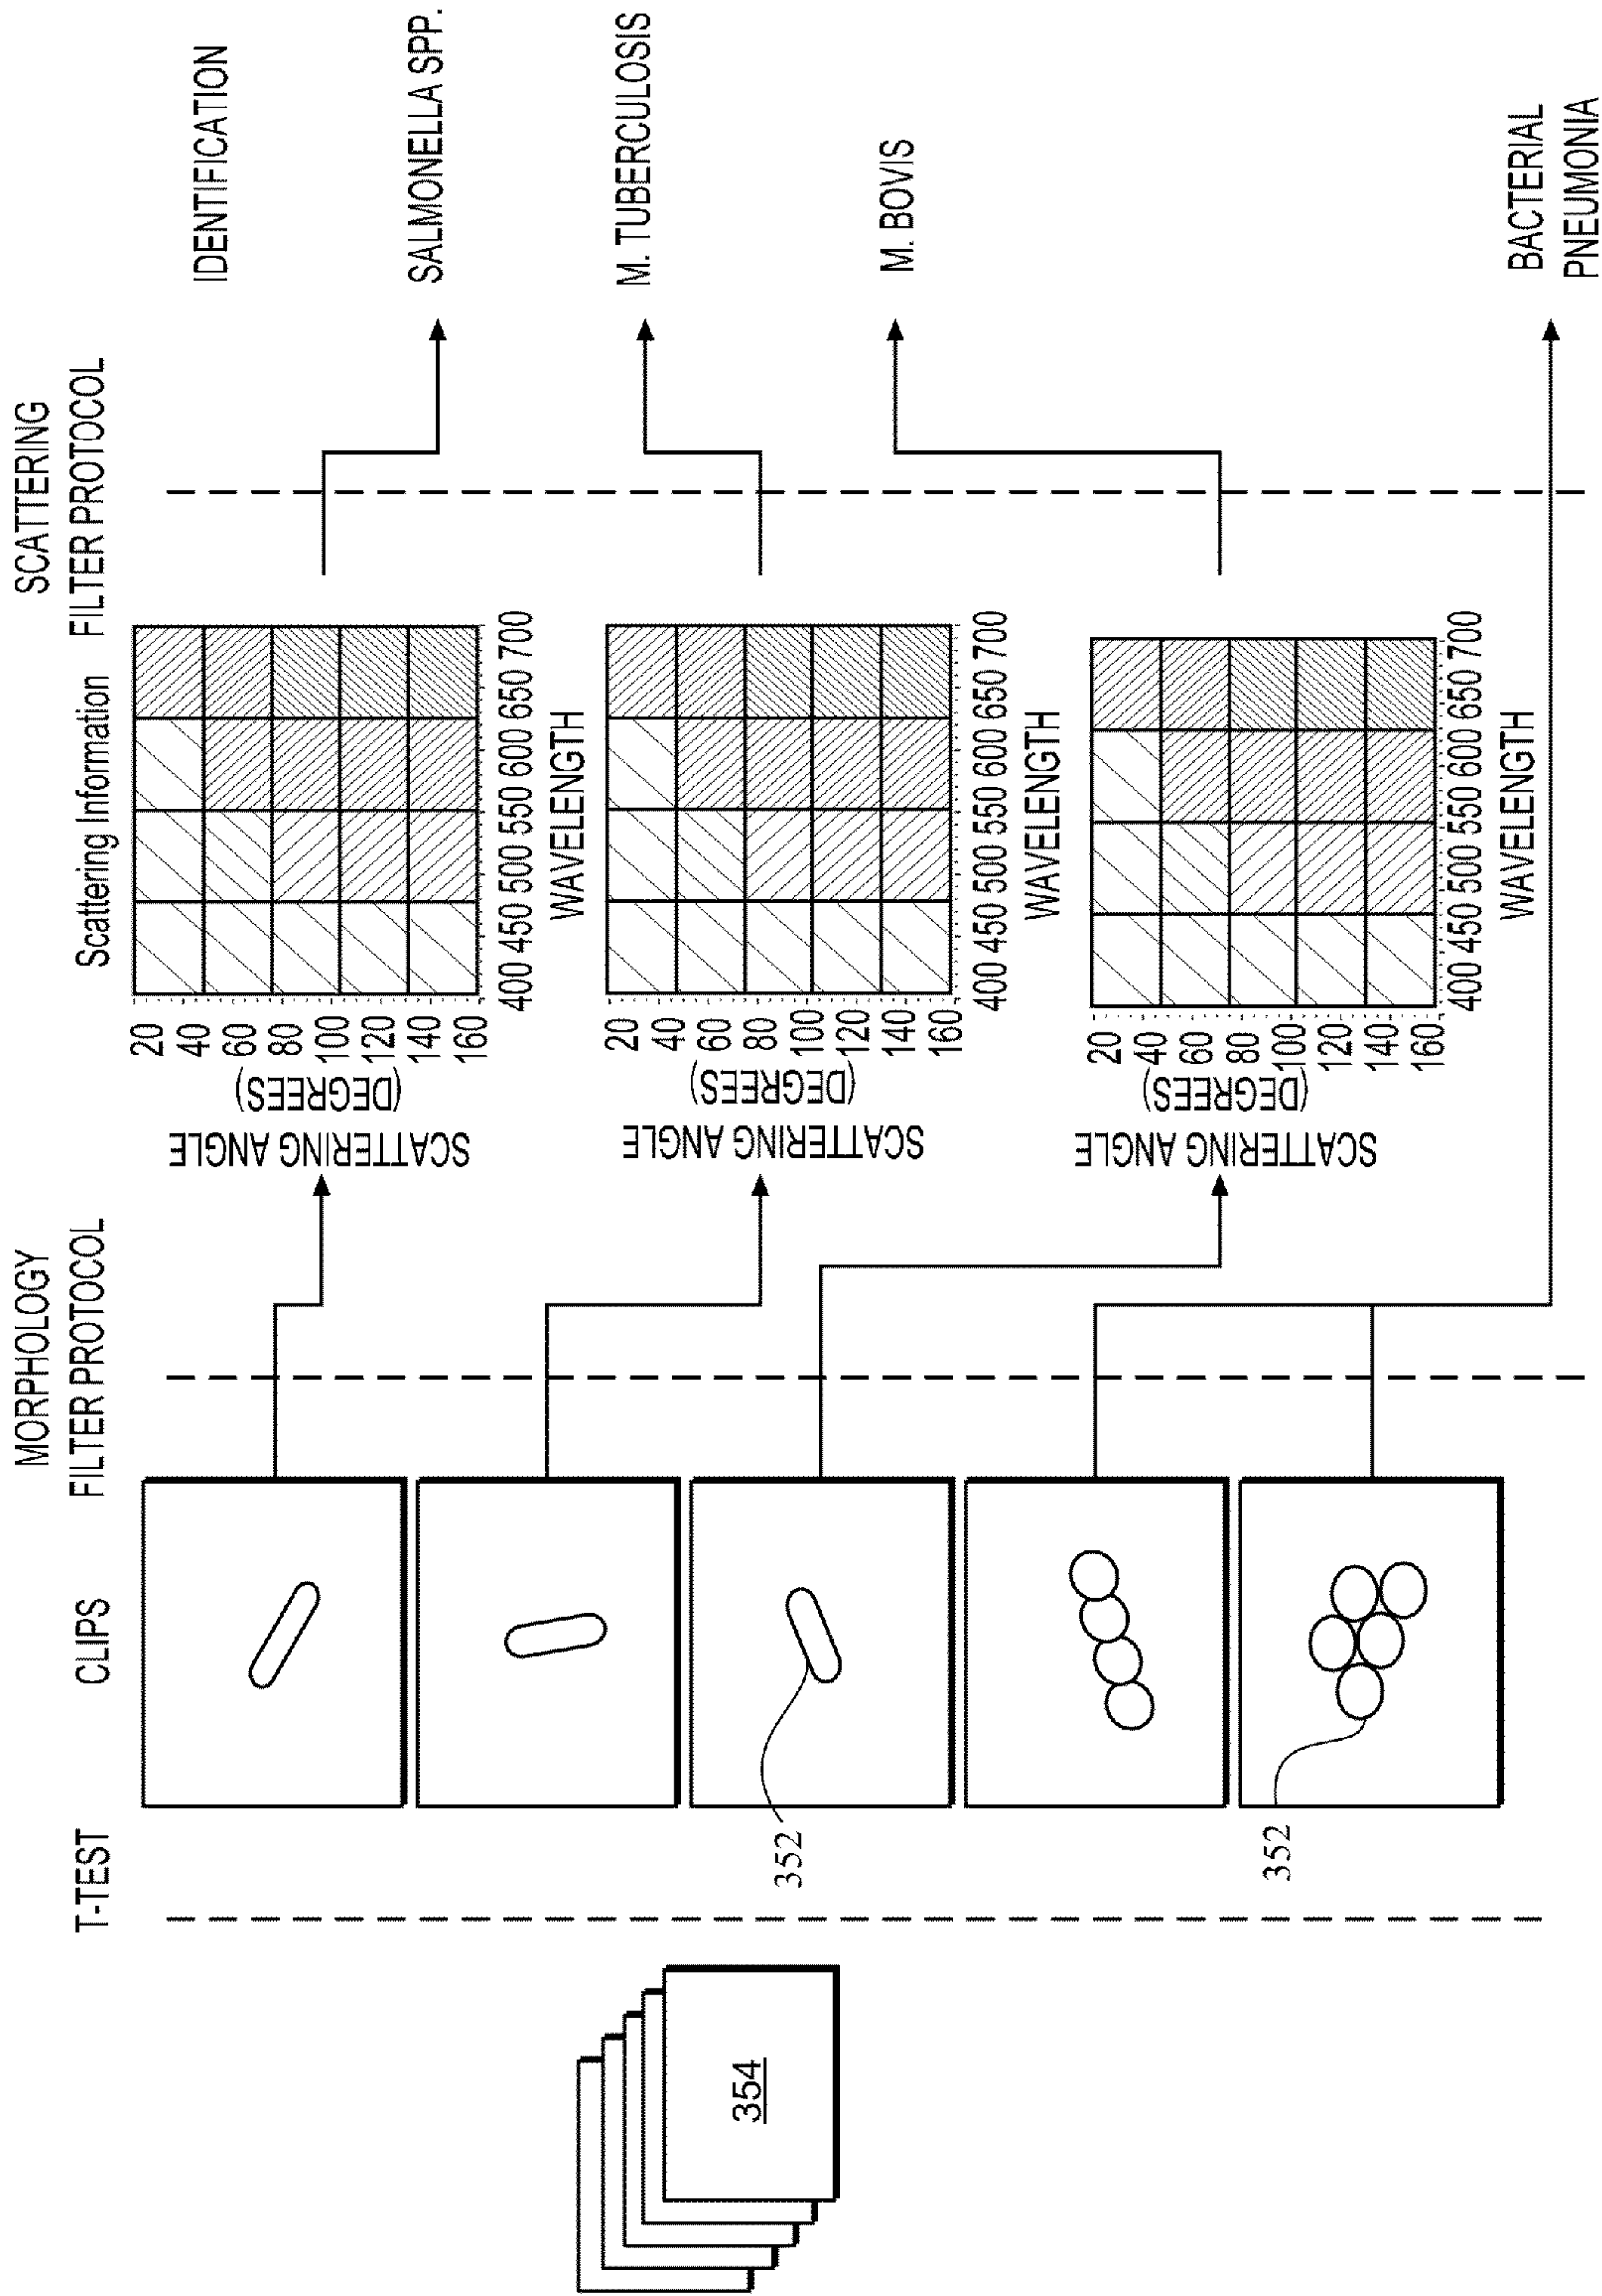 354
T-TEST
CLIPS
352
352
MORPHOLOGY
FILTER PROTOCOL
Scattering Information
SCATTERING ANGLE
(DEGREES)
20
40
60
80
100
120
140
160
400 450 500 550 600 650 700
WAVELENGTH
SCATTERING ANGLE
(DEGREES)
20
40
60
80
100
120
140
160
400 450 500 550 600 650 700
WAVELENGTH
SCATTERING ANGLE
(DEGREES)
20
40
60
80
100
120
140
160
400 450 500 550 600 650 700
WAVELENGTH
SCATTERING
FILTER PROTOCOL
IDENTIFICATION
SALMONELLA SPP.
M. TUBERCULOSIS
M. BOVIS
BACTERIAL
PNEUMONIA